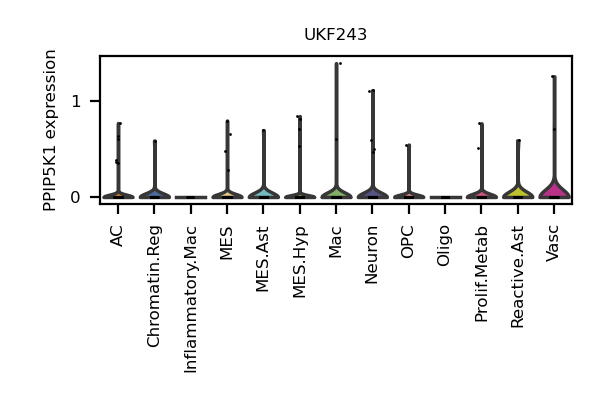 UKF243
PPIP5K1 expression
1
0
AC
Chromatin.Reg
Inflammatory.Mac
MES
MES.Ast
MES.Hyp
Mac
Neuron
OPC
Oligo
Prolif.Metab
Reactive.Ast
Vasc